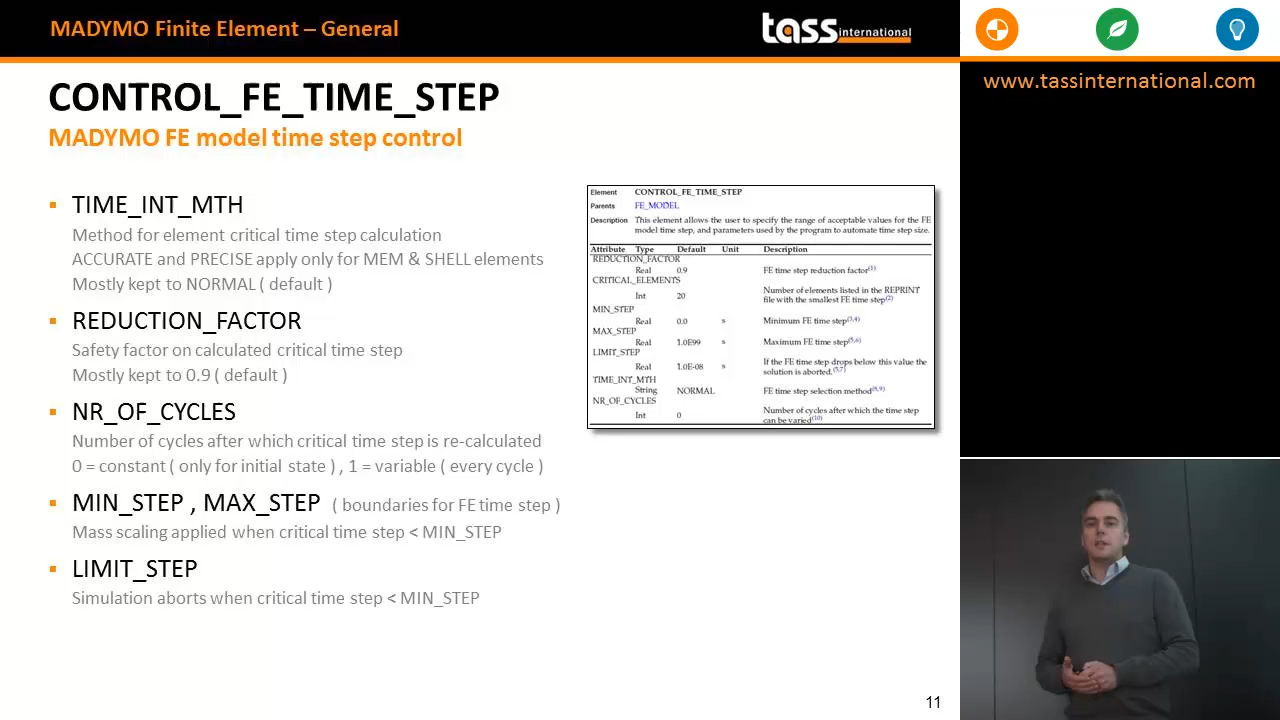 MADYMO Finite Element – General
tass international
www.tassinternational.com
CONTROL_FE_TIME_STEP
MADYMO FE model time step control
▪ TIME_INT_MTH
Method for element critical time step calculation
ACCURATE and PRECISE apply only for MEM & SHELL elements
Mostly kept to NORMAL ( default )
▪ REDUCTION_FACTOR
Safety factor on calculated critical time step
Mostly kept to 0.9 ( default )
▪ NR_OF_CYCLES
Number of cycles after which critical time step is re-calculated
0 = constant ( only for initial state ) , 1 = variable ( every cycle )
▪ MIN_STEP , MAX_STEP ( boundaries for FE time step )
Mass scaling applied when critical time step < MIN_STEP
▪ LIMIT_STEP
Simulation aborts when critical time step < MIN_STEP
Element CONTROL_FE_TIME_STEP
Parents FE_MODEL
Description This element allows the user to specify the range of acceptable values for the FE
model time step, and parameters used by the program to automate time step size.
Attribute Type Default Unit Description
REDUCTION_FACTOR
Real 0.9 FE time step reduction factor(1)
CRITICAL_ELEMENTS
Int 20 Number of elements listed in the REPRINT
file with the smallest FE time step(2)
MIN_STEP
Real 0.0 s Minimum FE time step(3,4)
MAX_STEP
Real 1.0E99 s Maximum FE time step(5,6)
LIMIT_STEP
Real 1.0E-08 s If the FE time step drops below this value the
solution is aborted.(5,7)
TIME_INT_MTH
String NORMAL FE time step selection method(8,9)
NR_OF_CYCLES
Int 0 Number of cycles after which the time step
can be varied(10)
11